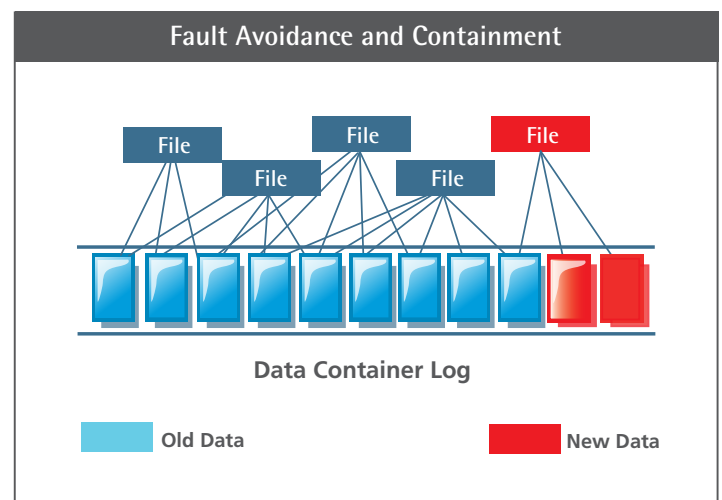 Fault Avoidance and Containment
File
File
File
File
File
Data Container Log
Old Data
New Data